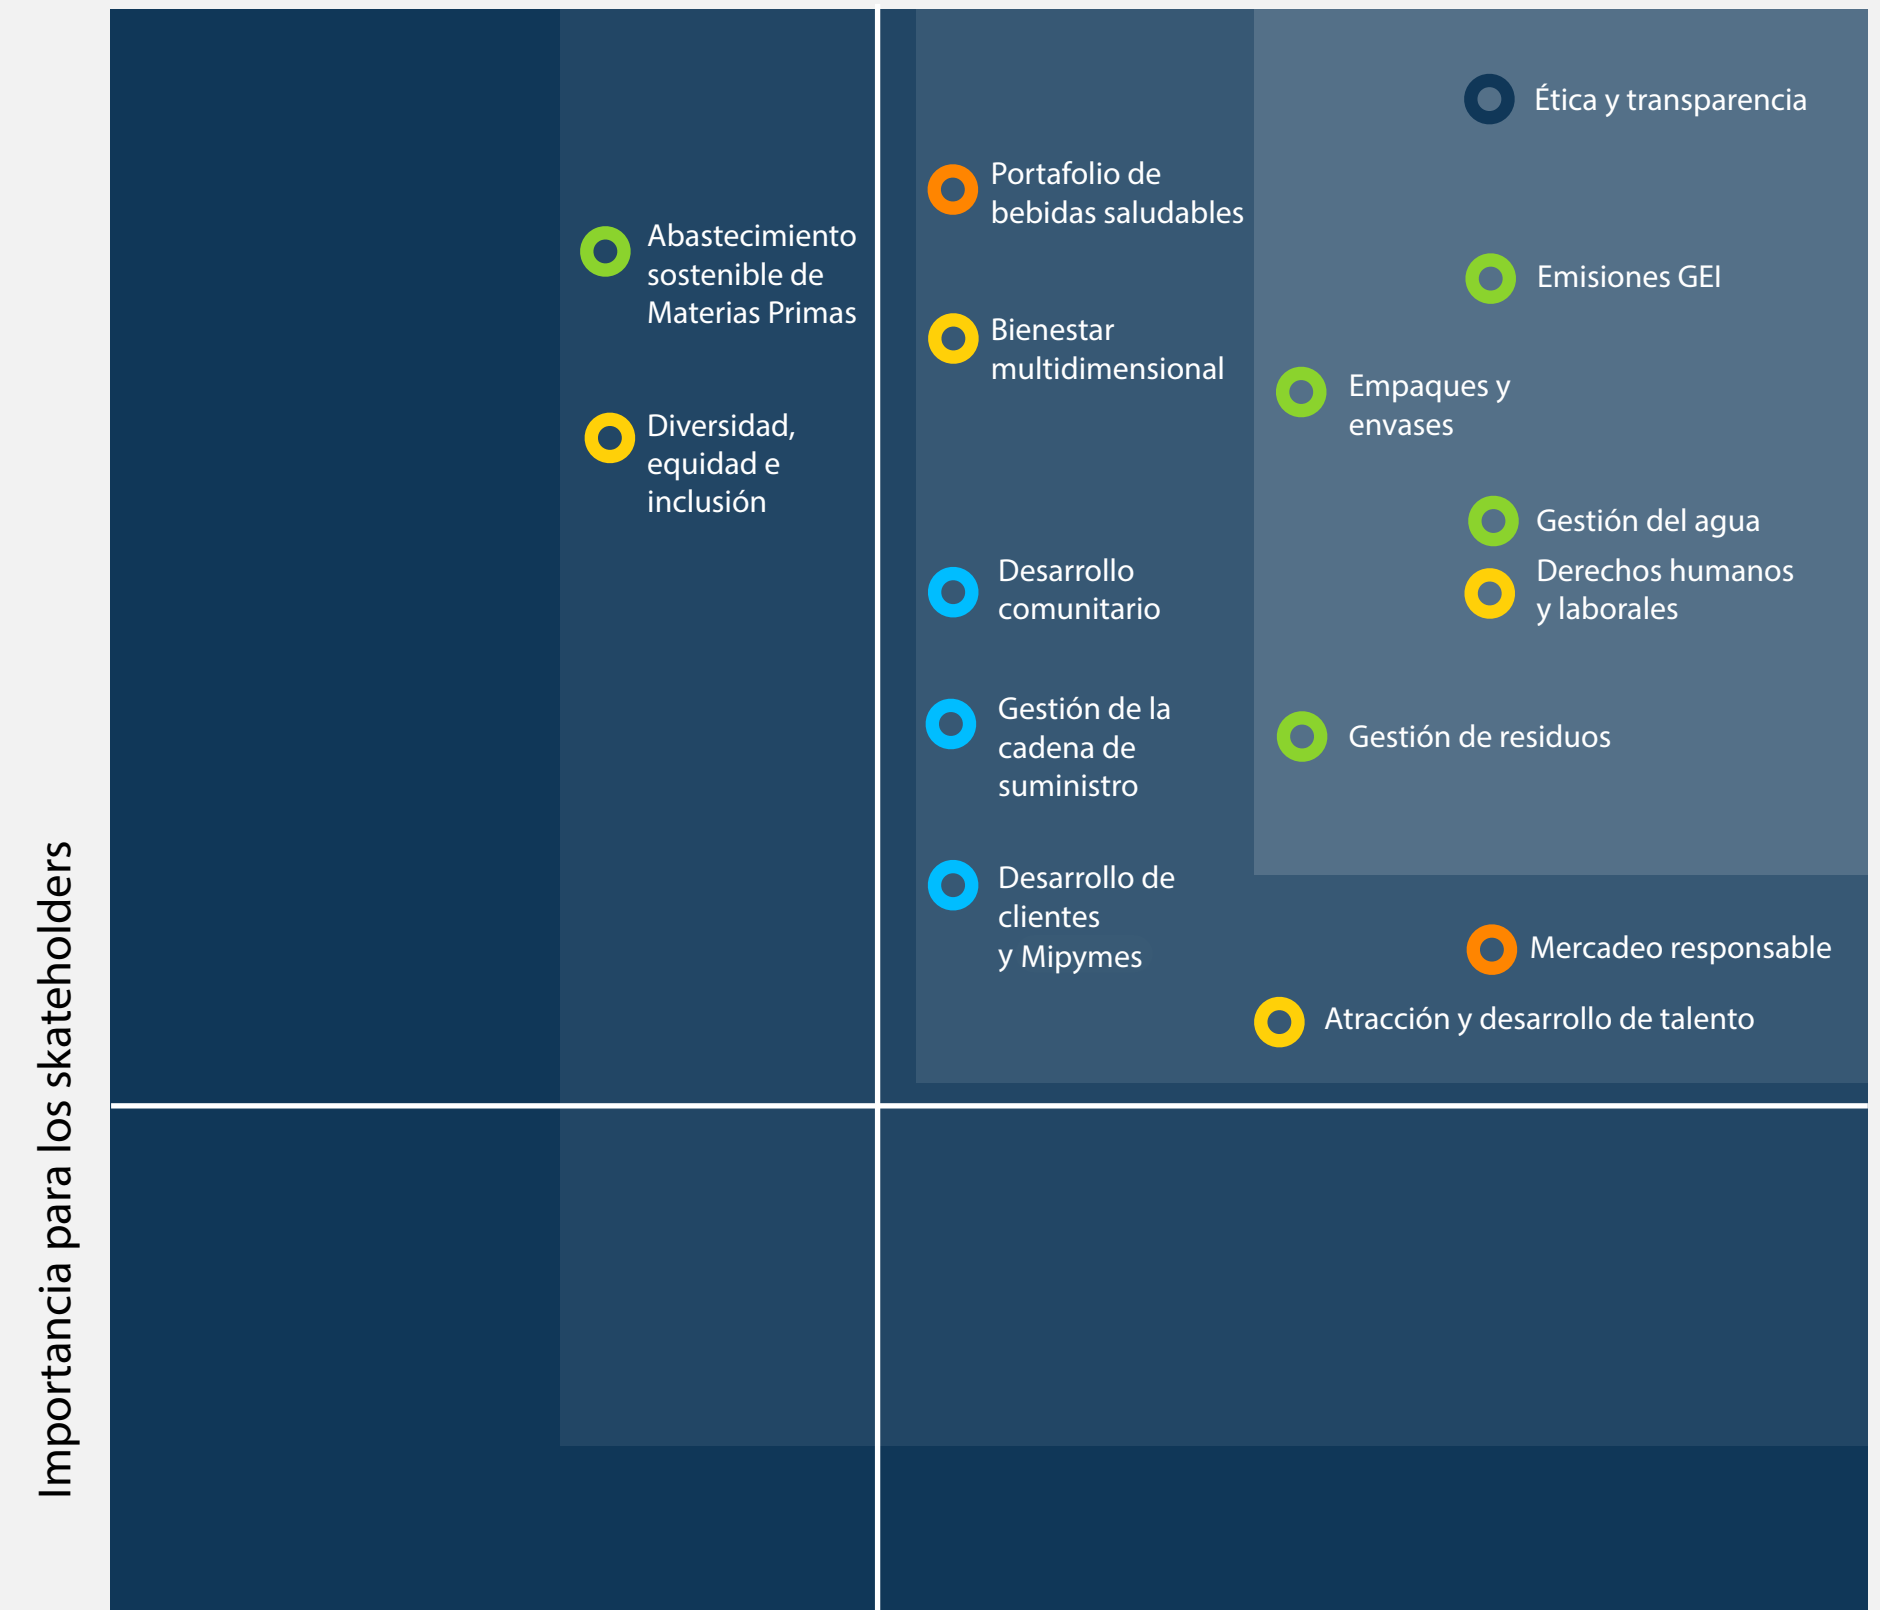 Importancia para los skateholders
Abastecimiento
sostenible de
Materias Primas
Diversidad,
equidad e
inclusión
Portafolio de
bebidas saludables
Bienestar
multidimensional
Desarrollo
comunitario
Gestión de la
cadena de
suministro
Desarrollo de
clientes
y Mipymes
Ética y transparencia
Emisiones GEI
Empaques y
envases
Gestión del agua
Derechos humanos
y laborales
Gestión de residuos
Mercadeo responsable
Atracción y desarrollo de talento